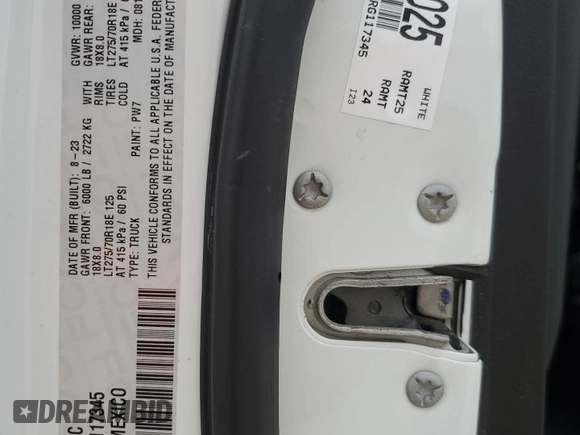 DATE OF MFR (BUILT): 8-23 GVWR: 10000
GAWR FRONT: 6000 LB / 2722 KG WITH GAWR REAR:
18X8.0 RIMS 18X8.0
LT275/70R18E 125 TIRES LT275/70R18E
AT 415 kPa / 60 PSI COLD AT 415 kPa /
TYPE: TRUCK PAINT: PW7 MDH: 081
THIS VEHICLE CONFORMS TO ALL APPLICABLE U.S.A. FEDER
STANDARDS IN EFFECT ON THE DATE OF MANUFACT
C
117345
MEXICO
025
RG117345
WHITE
RAMT25
RAMT
24
I23
DREAMBID